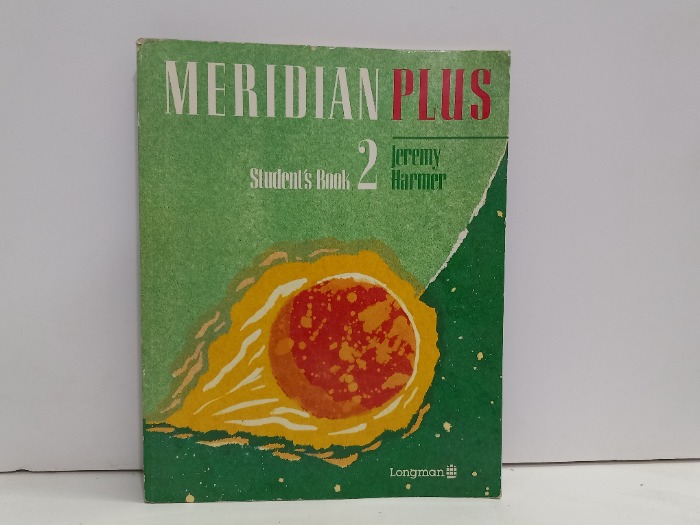 MERIDIAN PLUS
Student's Book 2
Jeremy
Harmer
Longman